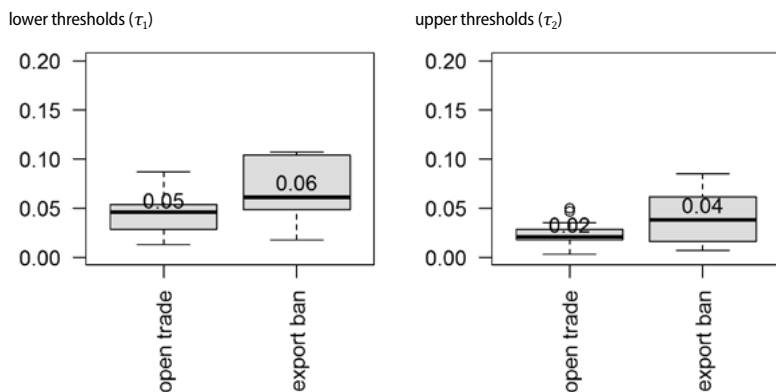 lower thresholds (τ₁)
0.20
0.15
0.10
0.05
0.00
0.05
0.06
open trade
export ban
upper thresholds (τ₂)
0.20
0.15
0.10
0.05
0.00
0.02
0.04
open trade
export ban